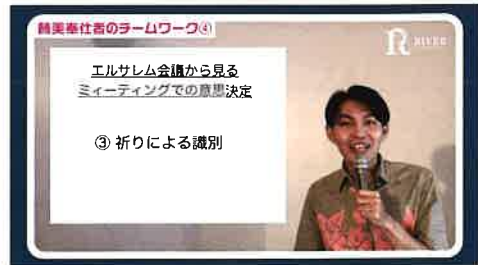 賛美奉仕者のチームワーク④
RIVER
エルサレム会議から見る
ミィーティングでの意思決定
③ 祈りによる識別